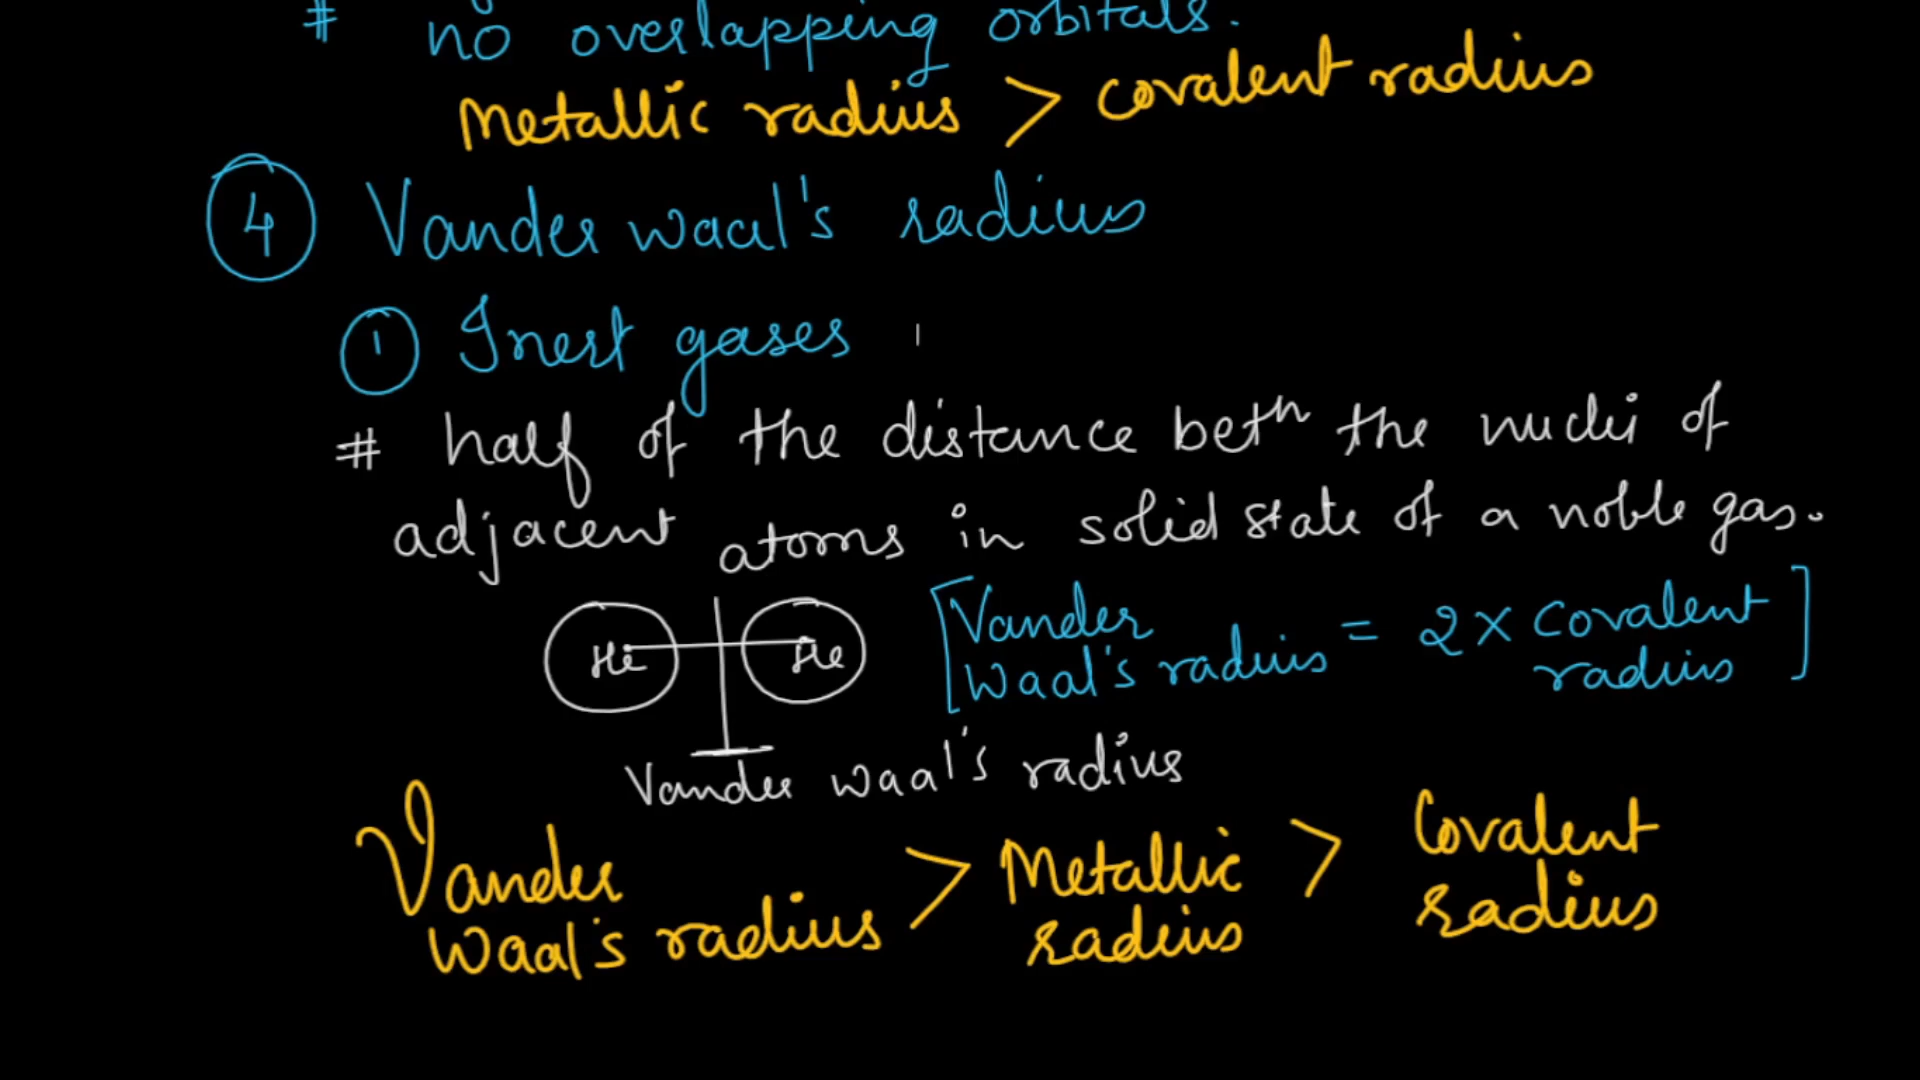 # no overlapping orbitals.
Metallic radius > covalent radius
④ Vander waal's radius
① Inert gases
# half of the distance betⁿ the nuclei of
adjacent atoms in solid state of a noble gas.
He He
[Vander Waal's radius = 2 × Covalent radius]
Vander waal's radius
Vander Waal's radius > Metallic radius > Covalent radius